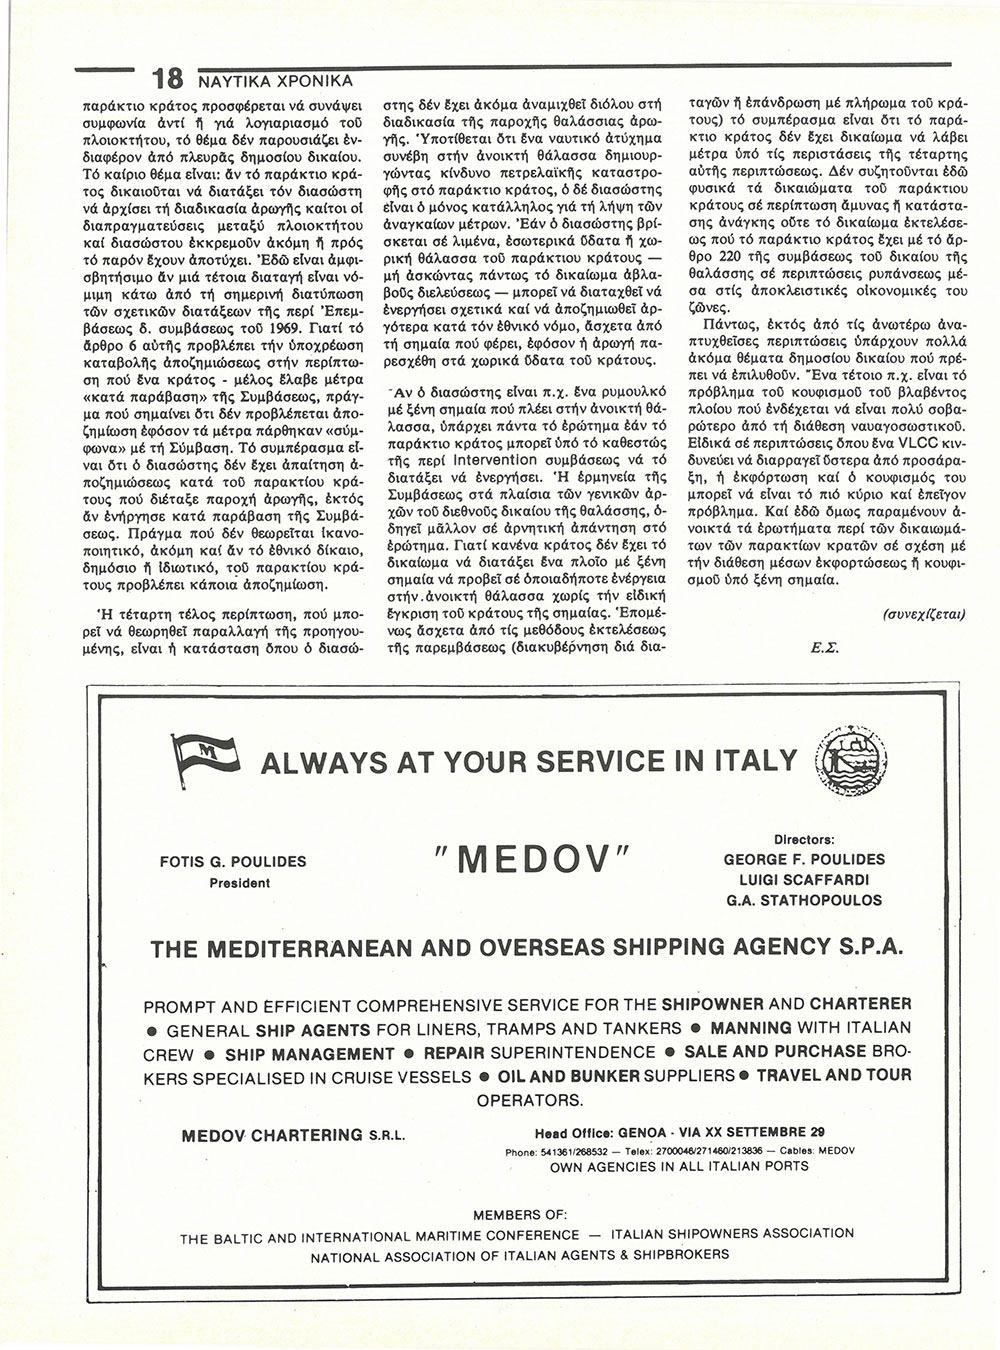 18 ΝΑΥΤΙΚΑ ΧΡΟΝΙΚΑ
παράκτιο κράτος προσφέρεται νά συνάψει
συμφωνία ἀντί ἤ γιά λογιαριασμό τοῦ
πλοιοκτήτου, τό θέμα δέν παρουσιάζει ἐν-
διαφέρον ἀπό πλευρᾶς δημοσίου δικαίου.
Τό καίριο θέμα εἶναι: ἄν τό παράκτιο κρά-
τος δικαιοῦται νά διατάξει τόν διασώστη
νά ἀρχίσει τή διαδικασία ἀρωγῆς καίτοι οἱ
διαπραγματεύσεις μεταξύ πλοιοκτήτου
καί διασώστου ἐκκρεμοῦν ἀκόμη ἤ πρός
τό παρόν ἔχουν ἀποτύχει. Ἐδῶ εἶναι ἀμφι-
σβητήσιμο ἄν μιά τέτοια διαταγή εἶναι νό-
μιμη κάτω ἀπό τή σημερινή διατύπωση
τῶν σχετικῶν διατάξεων τῆς περί Ἐπεμ-
βάσεως δ. συμβάσεως τοῦ 1969. Γιατί τό
ἄρθρο 6 αὐτῆς προβλέπει τήν ὑποχρέωση
καταβολῆς ἀποζημιώσεως στήν περίπτω-
ση πού ἕνα κράτος - μέλος ἔλαβε μέτρα
«κατά παράβαση» τῆς Συμβάσεως, πράγ-
μα πού σημαίνει ὅτι δέν προβλέπεται ἀπο-
ζημίωση ἐφόσον τά μέτρα πάρθηκαν «σύμ-
φωνα» μέ τή Σύμβαση. Τό συμπέρασμα εἶ-
ναι ὅτι ὁ διασώστης δέν ἔχει ἀπαίτηση ἀ-
ποζημιώσεως κατά τοῦ παρακτίου κρά-
τους πού διέταξε παροχή ἀρωγῆς, ἐκτός
ἄν ἐνήργησε κατά παράβαση τῆς Συμβά-
σεως. Πράγμα πού δέν θεωρεῖται ἱκανο-
ποιητικό, ἀκόμη καί ἄν τό ἐθνικό δίκαιο,
δημόσιο ἤ ἰδιωτικό, τοῦ παρακτίου κρά-
τους προβλέπει κάποια ἀποζημίωση.
Ἡ τέταρτη τέλος περίπτωση, πού μπο-
ρεῖ νά θεωρηθεῖ παραλλαγή τῆς προηγου-
μένης, εἶναι ἡ κατάσταση ὅπου ὁ διασώ-
στης δέν ἔχει ἀκόμα ἀναμιχθεῖ διόλου στή
διαδικασία τῆς παροχῆς θαλάσσιας ἀρω-
γῆς. Ὑποτίθεται ὅτι ἕνα ναυτικό ἀτύχημα
συνέβη στήν ἀνοικτή θάλασσα δημιουρ-
γώντας κίνδυνο πετρελαϊκῆς καταστρο-
φῆς στό παράκτιο κράτος, ὁ δέ διασώστης
εἶναι ὁ μόνος κατάλληλος γιά τή λήψη τῶν
ἀναγκαίων μέτρων. Ἐάν ὁ διασώστης βρί-
σκεται σέ λιμένα, ἐσωτερικά ὕδατα ἤ χω-
ρική θάλασσα τοῦ παράκτιου κράτους —
μή ἀσκώντας πάντως τό δικαίωμα ἀβλα-
βοῦς διελεύσεως — μπορεῖ νά διαταχθεῖ νά
ἐνεργήσει σχετικά καί νά ἀποζημιωθεῖ ἀρ-
γότερα κατά τόν ἐθνικό νόμο, ἄσχετα ἀπό
τή σημαία πού φέρει, ἐφόσον ἡ ἀρωγή πα-
ρεσχέθη στά χωρικά ὕδατα τοῦ κράτους.
Ἄν ὁ διασώστης εἶναι π.χ. ἕνα ρυμουλκό
μέ ξένη σημαία πού πλέει στήν ἀνοικτή θά-
λασσα, ὑπάρχει πάντα τό ἐρώτημα ἐάν τό
παράκτιο κράτος μπορεῖ ὑπό τό καθεστώς
τῆς περί Intervention συμβάσεως νά τό
διατάξει νά ἐνεργήσει. Ἡ ἑρμηνεία τῆς
Συμβάσεως στά πλαίσια τῶν γενικῶν ἀρ-
χῶν τοῦ διεθνοῦς δικαίου τῆς θαλάσσης, ὁ-
δηγεῖ μᾶλλον σέ ἀρνητική ἀπάντηση στό
ἐρώτημα. Γιατί κανένα κράτος δέν ἔχει τό
δικαίωμα νά διατάξει ἕνα πλοῖο μέ ξένη
σημαία νά προβεῖ σέ ὁποιαδήποτε ἐνέργεια
στήν ἀνοικτή θάλασσα χωρίς τήν εἰδική
ἔγκριση τοῦ κράτους τῆς σημαίας. Ἑπομέ-
νως ἄσχετα ἀπό τίς μεθόδους ἐκτελέσεως
τῆς παρεμβάσεως (διακυβέρνηση διά δια-
ταγῶν ἤ ἐπάνδρωση μέ πλήρωμα τοῦ κρά-
τους) τό συμπέρασμα εἶναι ὅτι τό παρά-
κτιο κράτος δέν ἔχει δικαίωμα νά λάβει
μέτρα ὑπό τίς περιστάσεις τῆς τέταρτης
αὐτῆς περιπτώσεως. Δέν συζητοῦνται ἐδῶ
φυσικά τά δικαιώματα τοῦ παράκτιου
κράτους σέ περίπτωση ἄμυνας ἤ κατάστα-
σης ἀνάγκης οὔτε τό δικαίωμα ἐκτελέσε-
ως πού τό παράκτιο κράτος ἔχει μέ τό ἄρ-
θρο 220 τῆς συμβάσεως τοῦ δικαίου τῆς
θαλάσσης σέ περιπτώσεις ρυπάνσεως μέ-
σα στίς ἀποκλειστικές οἰκονομικές του
ζῶνες.
Πάντως, ἐκτός ἀπό τίς ἀνωτέρω ἀνα-
πτυχθεῖσες περιπτώσεις ὑπάρχουν πολλά
ἀκόμα θέματα δημοσίου δικαίου πού πρέ-
πει νά ἐπιλυθοῦν. Ἕνα τέτοιο π.χ. εἶναι τό
πρόβλημα τοῦ κουφισμοῦ τοῦ βλαβέντος
πλοίου πού ἐνδέχεται νά εἶναι πολύ σοβα-
ρώτερο ἀπό τή διάθεση ναυαγοσωστικοῦ.
Εἰδικά σέ περιπτώσεις ὅπου ἕνα VLCC κιν-
δυνεύει νά διαρραγεῖ ὕστερα ἀπό προσάρα-
ξη, ἡ ἐκφόρτωση καί ὁ κουφισμός του
μπορεῖ νά εἶναι τό πιό κύριο καί ἐπεῖγον
πρόβλημα. Καί ἐδῶ ὅμως παραμένουν ἀ-
νοικτά τά ἐρωτήματα περί τῶν δικαιωμά-
των τῶν παρακτίων κρατῶν σέ σχέση μέ
τήν διάθεση μέσων ἐκφορτώσεως ἤ κουφι-
σμοῦ ὑπό ξένη σημαία.
(συνεχίζεται)
Ε.Σ.
M
ALWAYS AT YOUR SERVICE IN ITALY
FOTIS G. POULIDES
President
"MEDOV"
Directors:
GEORGE F. POULIDES
LUIGI SCAFFARDI
G.A. STATHOPOULOS
THE MEDITERRANEAN AND OVERSEAS SHIPPING AGENCY S.P.A.
PROMPT AND EFFICIENT COMPREHENSIVE SERVICE FOR THE SHIPOWNER AND CHARTERER
● GENERAL SHIP AGENTS FOR LINERS, TRAMPS AND TANKERS ● MANNING WITH ITALIAN
CREW ● SHIP MANAGEMENT ● REPAIR SUPERINTENDENCE ● SALE AND PURCHASE BRO-
KERS SPECIALISED IN CRUISE VESSELS ● OIL AND BUNKER SUPPLIERS ● TRAVEL AND TOUR
OPERATORS.
MEDOV CHARTERING S.R.L.
Head Office: GENOA - VIA XX SETTEMBRE 29
Phone: 541361/268532 — Telex: 2700046/271460/213836 — Cables: MEDOV
OWN AGENCIES IN ALL ITALIAN PORTS
MEMBERS OF:
THE BALTIC AND INTERNATIONAL MARITIME CONFERENCE — ITALIAN SHIPOWNERS ASSOCIATION
NATIONAL ASSOCIATION OF ITALIAN AGENTS & SHIPBROKERS